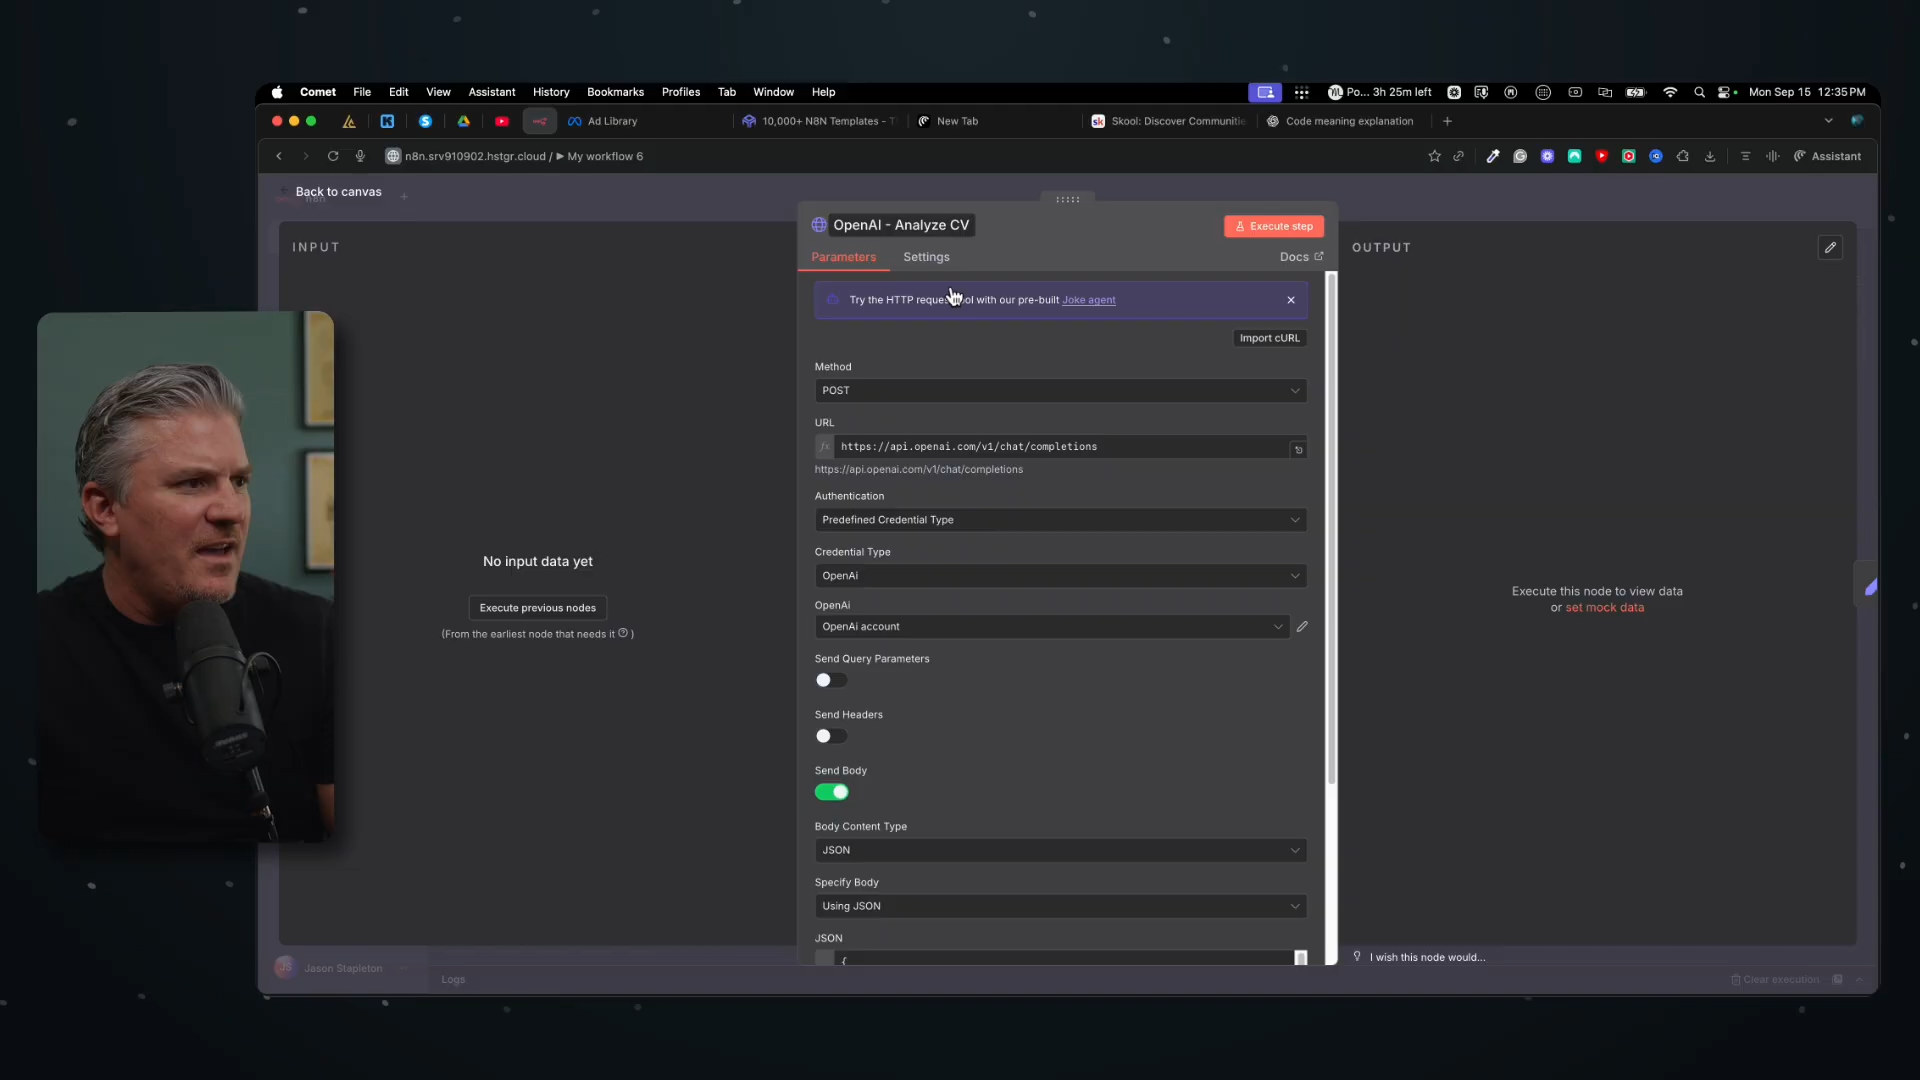 Comet File Edit View Assistant History Bookmarks Profiles Tab Window Help Po... 3h 25m left Mon Sep 15 12:35 PM
Ad Library 10,000+ N8N Templates - T New Tab Skool: Discover Communitie Code meaning explanation
n8n.srv910902.hstgr.cloud / ▶ My workflow 6 Assistant
Back to canvas
n8n
INPUT
OpenAI - Analyze CV
Execute step
OUTPUT
Parameters Settings Docs
Try the HTTP reque ol with our pre-built Joke agent
Import cURL
Method
POST
URL
fx https://api.openai.com/v1/chat/completions
https://api.openai.com/v1/chat/completions
Authentication
Predefined Credential Type
Credential Type
OpenAi
OpenAi
OpenAi account
Send Query Parameters
Send Headers
Send Body
Body Content Type
JSON
Specify Body
Using JSON
JSON
{
No input data yet
Execute previous nodes
(From the earliest node that needs it ? )
Execute this node to view data
or set mock data
I wish this node would...
JS Jason Stapleton
Logs
Clear execution